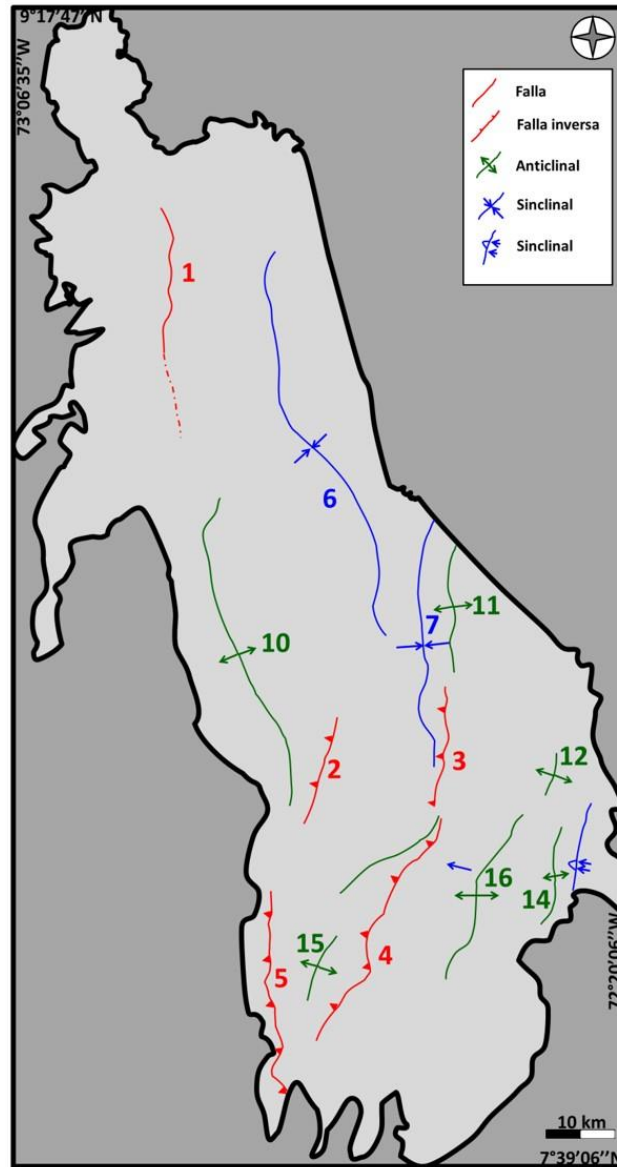 9°17'47''N
73°06'35''W
Falla
Falla inversa
Anticlinal
Sinclinal
Sinclinal
1
6
7
11
10
2
3
12
16
14
15
4
5
72°20'06''W
10 km
7°39'06''N